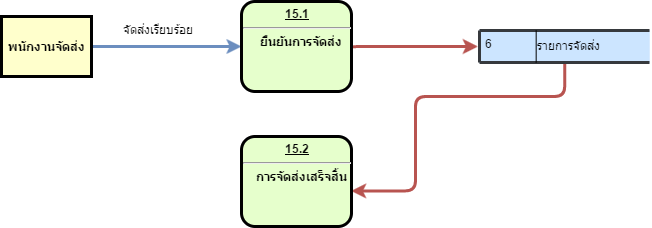 พนักงานจัดส่ง
จัดส่งเรียบร้อย
15.1
ยืนยันการจัดส่ง
6
รายการจัดส่ง
15.2
การจัดส่งเสร็จสิ้น